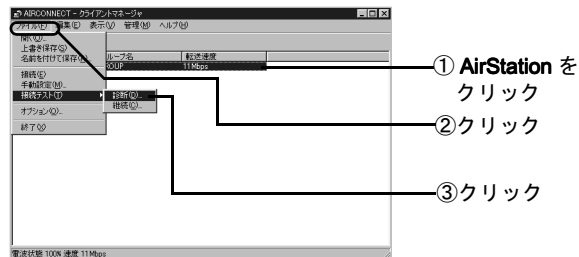 AIRCONNECT - クライアントマネージャ
ファイル(F) 編集(E) 表示(V) 管理(M) ヘルプ(H)
開く(O)...
上書き保存(S)
名前を付けて保存
接続(C)
手動設定(M)...
接続テスト(T)
オプション(O)...
終了(X)
診断(D)...
継続(C)...
ループ名 転送速度
ROUP 11Mbps
電波状態 100% 速度 11Mbps
① AirStation を
クリック
②クリック
③クリック